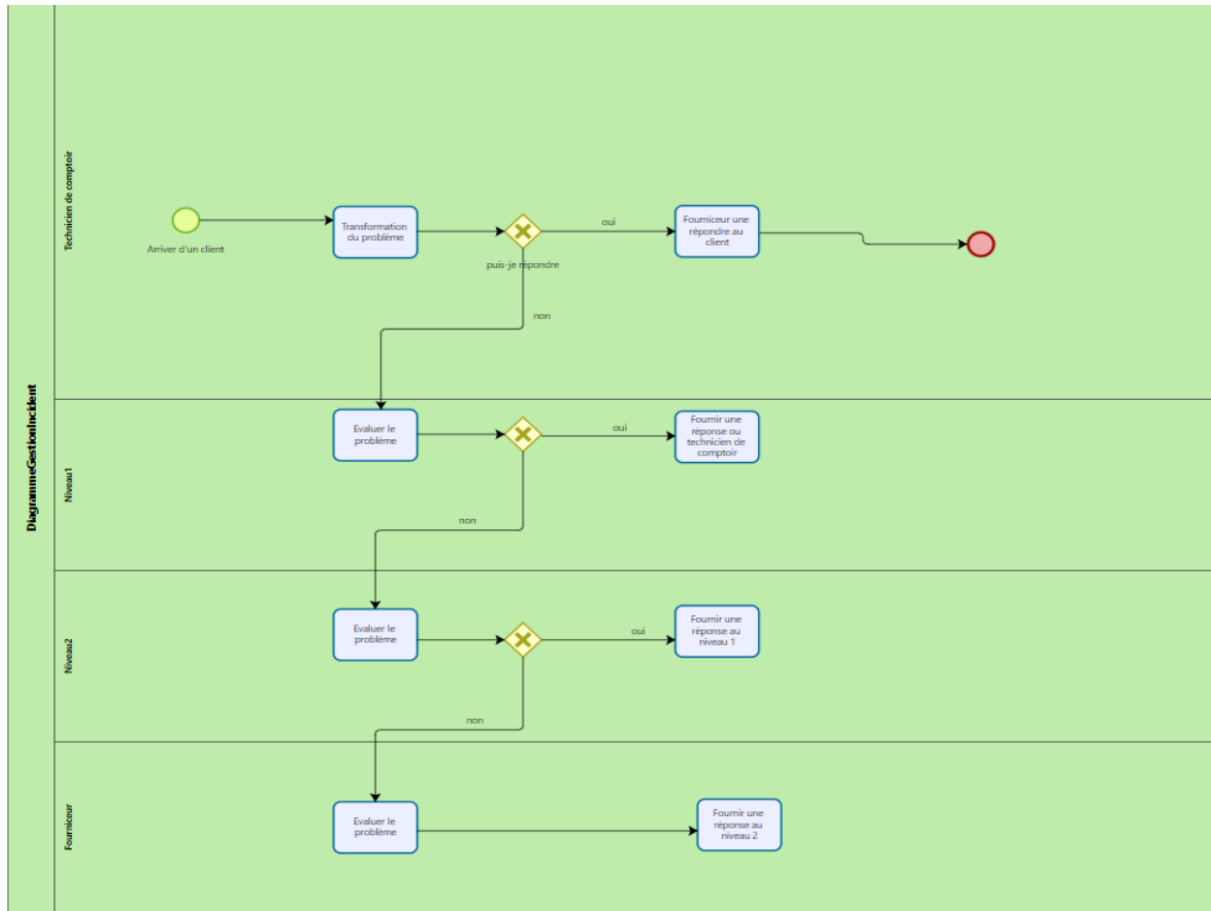 DiagrammeGestionIncident
Technicien de comptoir
Arriver d'un client
Transformation
du problème
puis-je répondre
oui
non
Fourniceur une
répondre au
client
Niveau1
Evaluer le
problème
oui
non
Fournir une
réponse ou
technicien de
comptoir
Niveau2
Evaluer le
problème
oui
non
Fournir une
réponse au
niveau 1
Fourniceur
Evaluer le
problème
Fournir une
réponse au
niveau 2